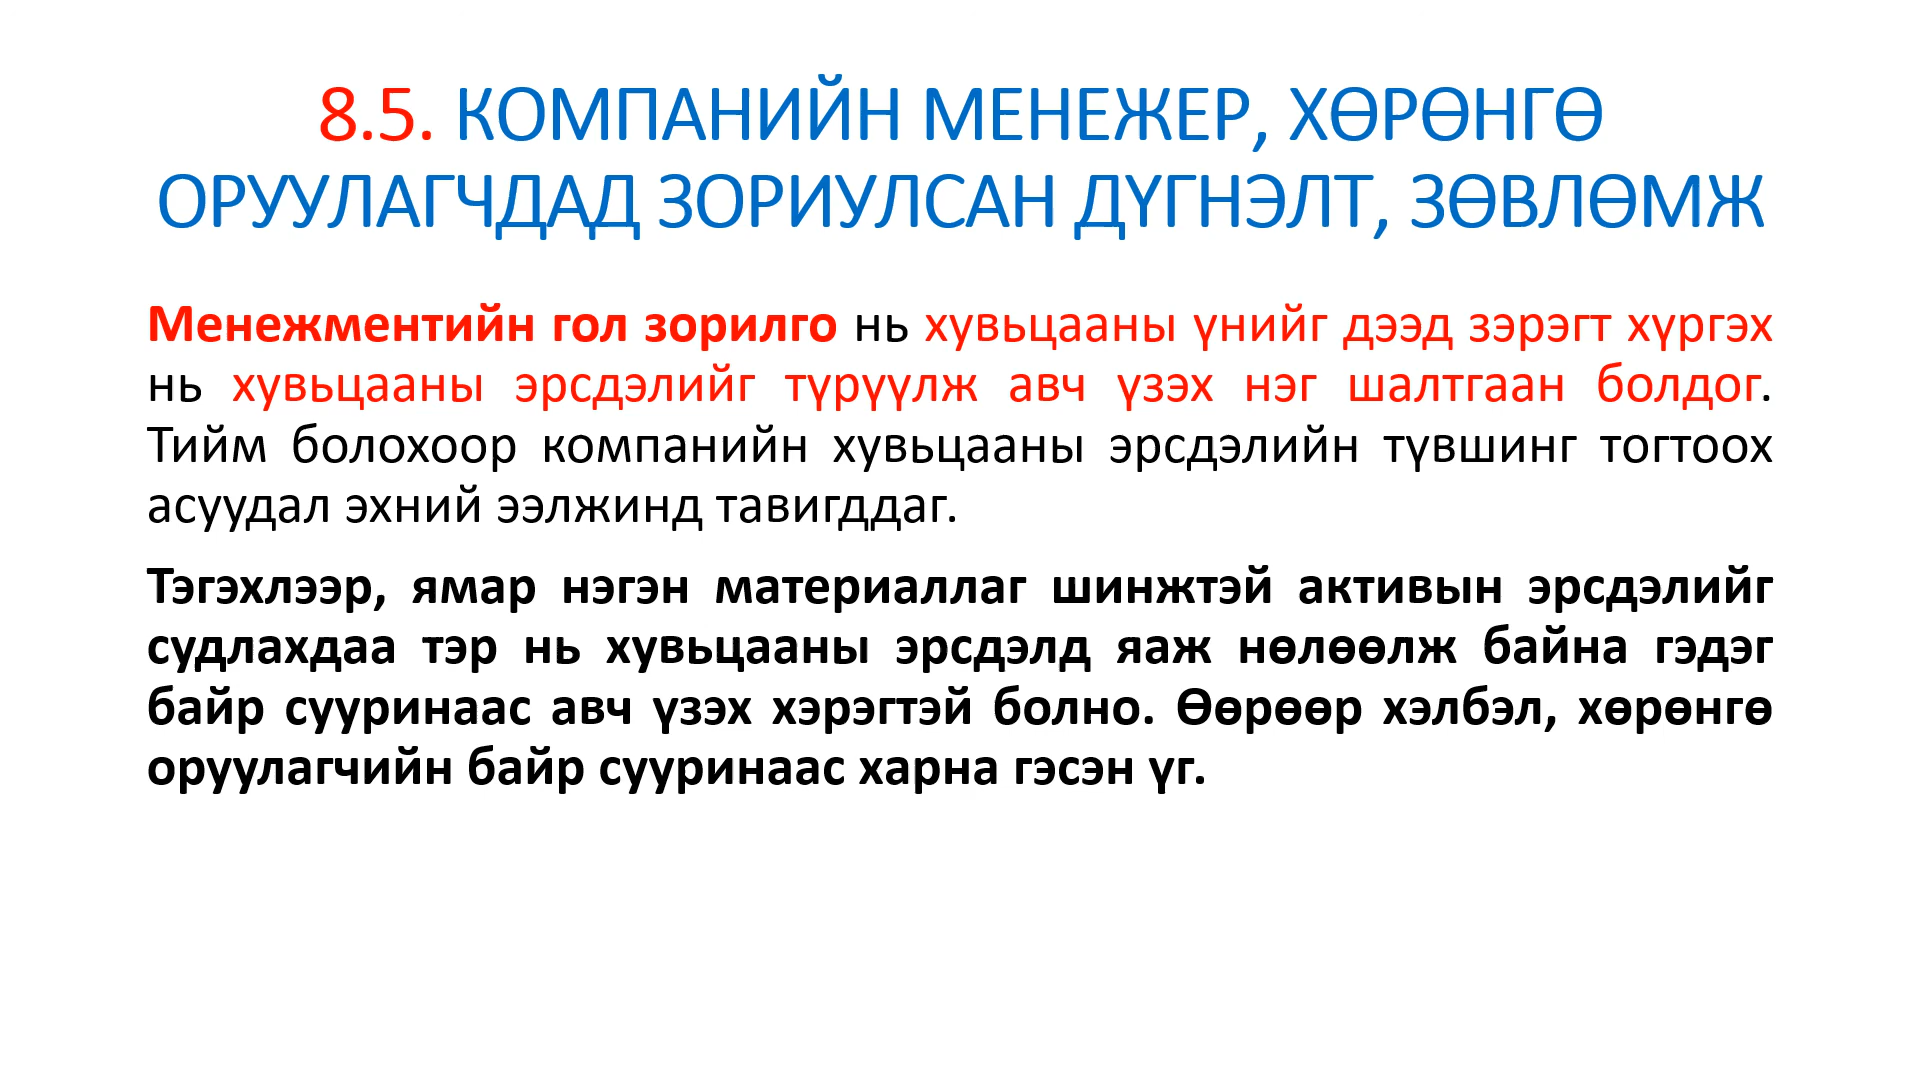 8.5. КОМПАНИЙН МЕНЕЖЕР, ХӨРӨНГӨ
ОРУУЛАГЧДАД ЗОРИУЛСАН ДҮГНЭЛТ, ЗӨВЛӨМЖ
Менежментийн гол зорилго нь хувьцааны үнийг дээд зэрэгт хүргэх
нь хувьцааны эрсдэлийг түрүүлж авч үзэх нэг шалтгаан болдог.
Тийм болохоор компанийн хувьцааны эрсдэлийн түвшинг тогтоох
асуудал эхний ээлжинд тавигддаг.
Тэгэхлээр, ямар нэгэн материаллаг шинжтэй активын эрсдэлийг
судлахдаа тэр нь хувьцааны эрсдэлд яаж нөлөөлж байна гэдэг
байр сууринаас авч үзэх хэрэгтэй болно. Өөрөөр хэлбэл, хөрөнгө
оруулагчийн байр сууринаас харна гэсэн үг.